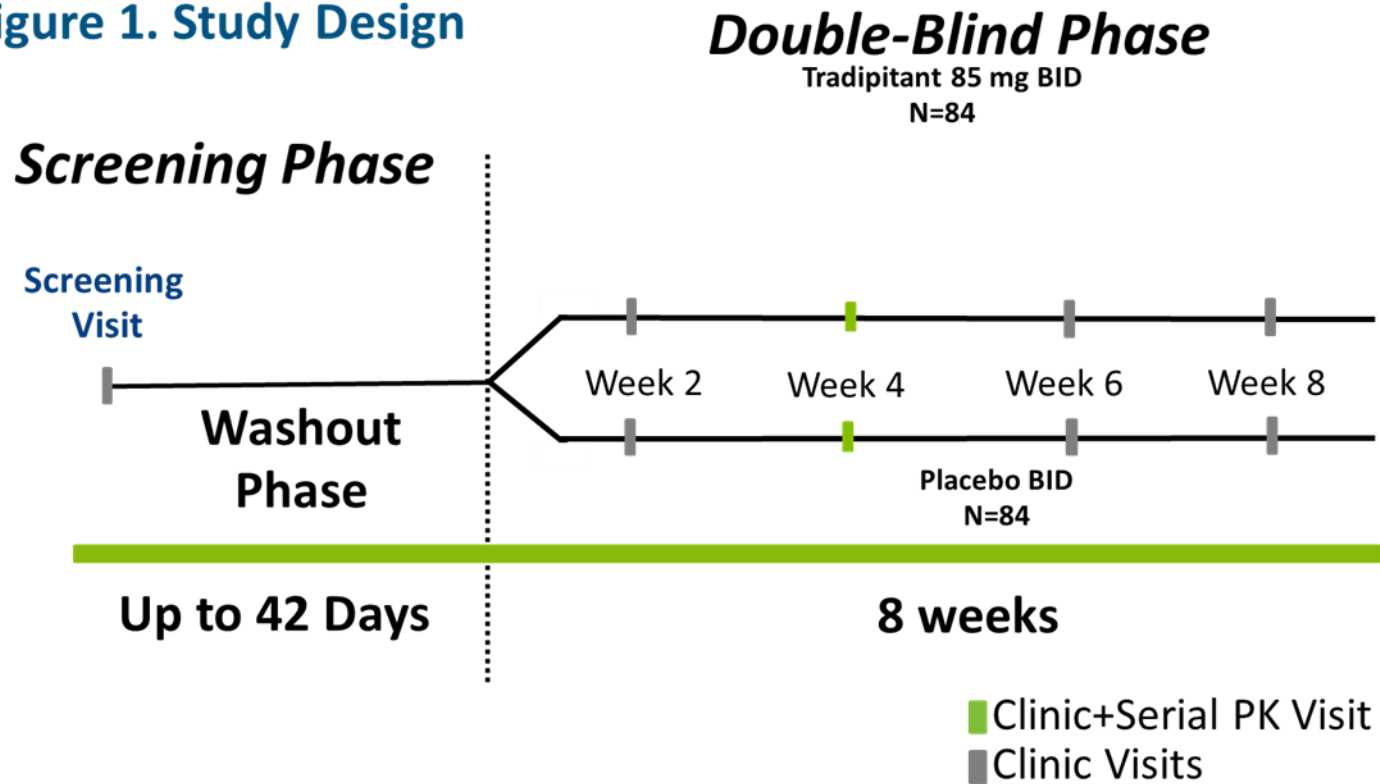 igure 1. Study Design
Double-Blind Phase
Tradipitant 85 mg BID
N=84
Screening Phase
Screening
Visit
Week 2
Week 4
Week 6
Week 8
Washout
Phase
Placebo BID
N=84
Up to 42 Days
8 weeks
Clinic+Serial PK Visit
Clinic Visits